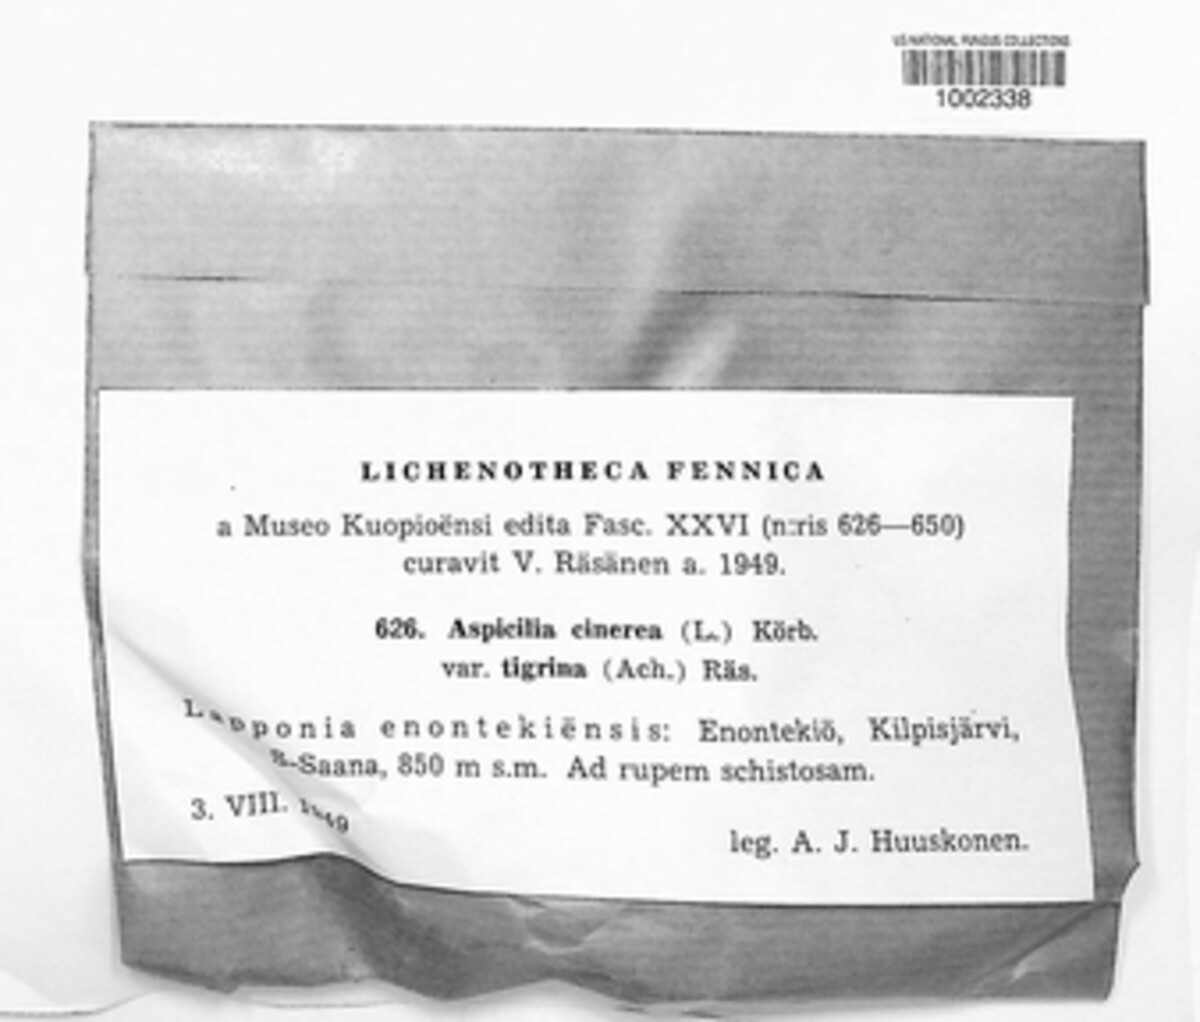 US NATIONAL FUNGUS COLLECTIONS
1002338
LICHENOTHECA FENNICA
a Museo Kuopioënsi edita Fasc. XXVI (n:ris 626—650)
curavit V. Räsänen a. 1949.
626. Aspicilia cinerea (L.) Körb.
var. tigrina (Ach.) Räs.
Lapponia enontekiënsis: Enontekiö, Kilpisjärvi,
-Saana, 850 m s.m. Ad rupem schistosam.
3. VIII. 1949
leg. A. J. Huuskonen.